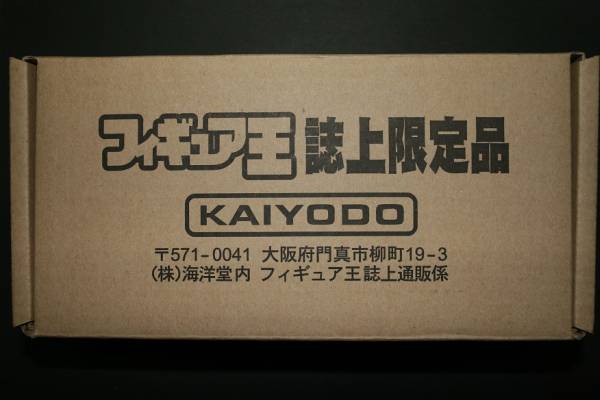 フィギュア王 誌上限定品
KAIYODO
〒571-0041 大阪府門真市柳町19-3
(株)海洋堂内 フィギュア王誌上通販係